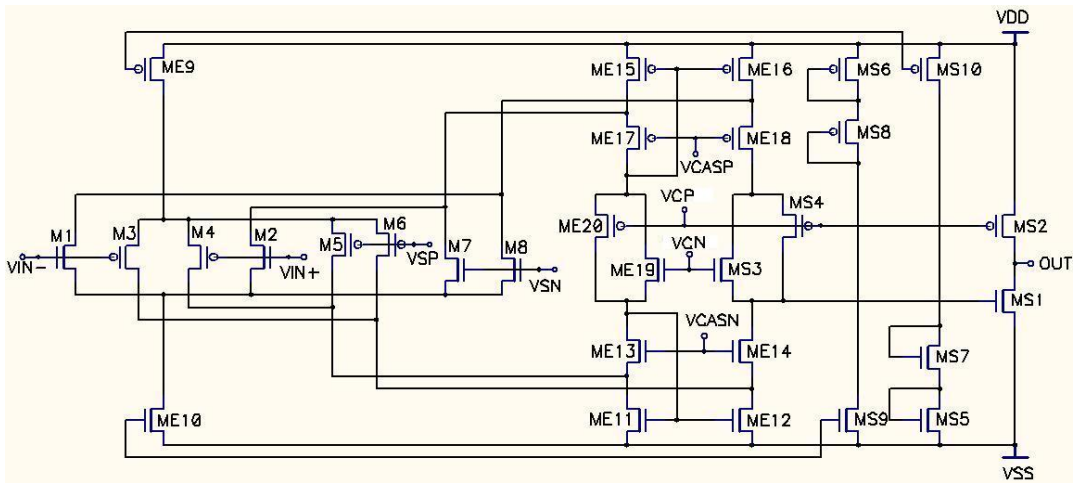 VDD
ME9
ME15
ME16
MS6
MS10
MS8
ME17
ME18
VCASP
VCP
MS4
M1
M3
M4
M2
M5
M6
M7
M8
ME20
MS2
VIN-
VIN+
VSP
VCN
VSN
ME19
MS3
OUT
MS1
VCASN
ME13
ME14
MS7
ME10
ME11
ME12
MS9
MS5
VSS